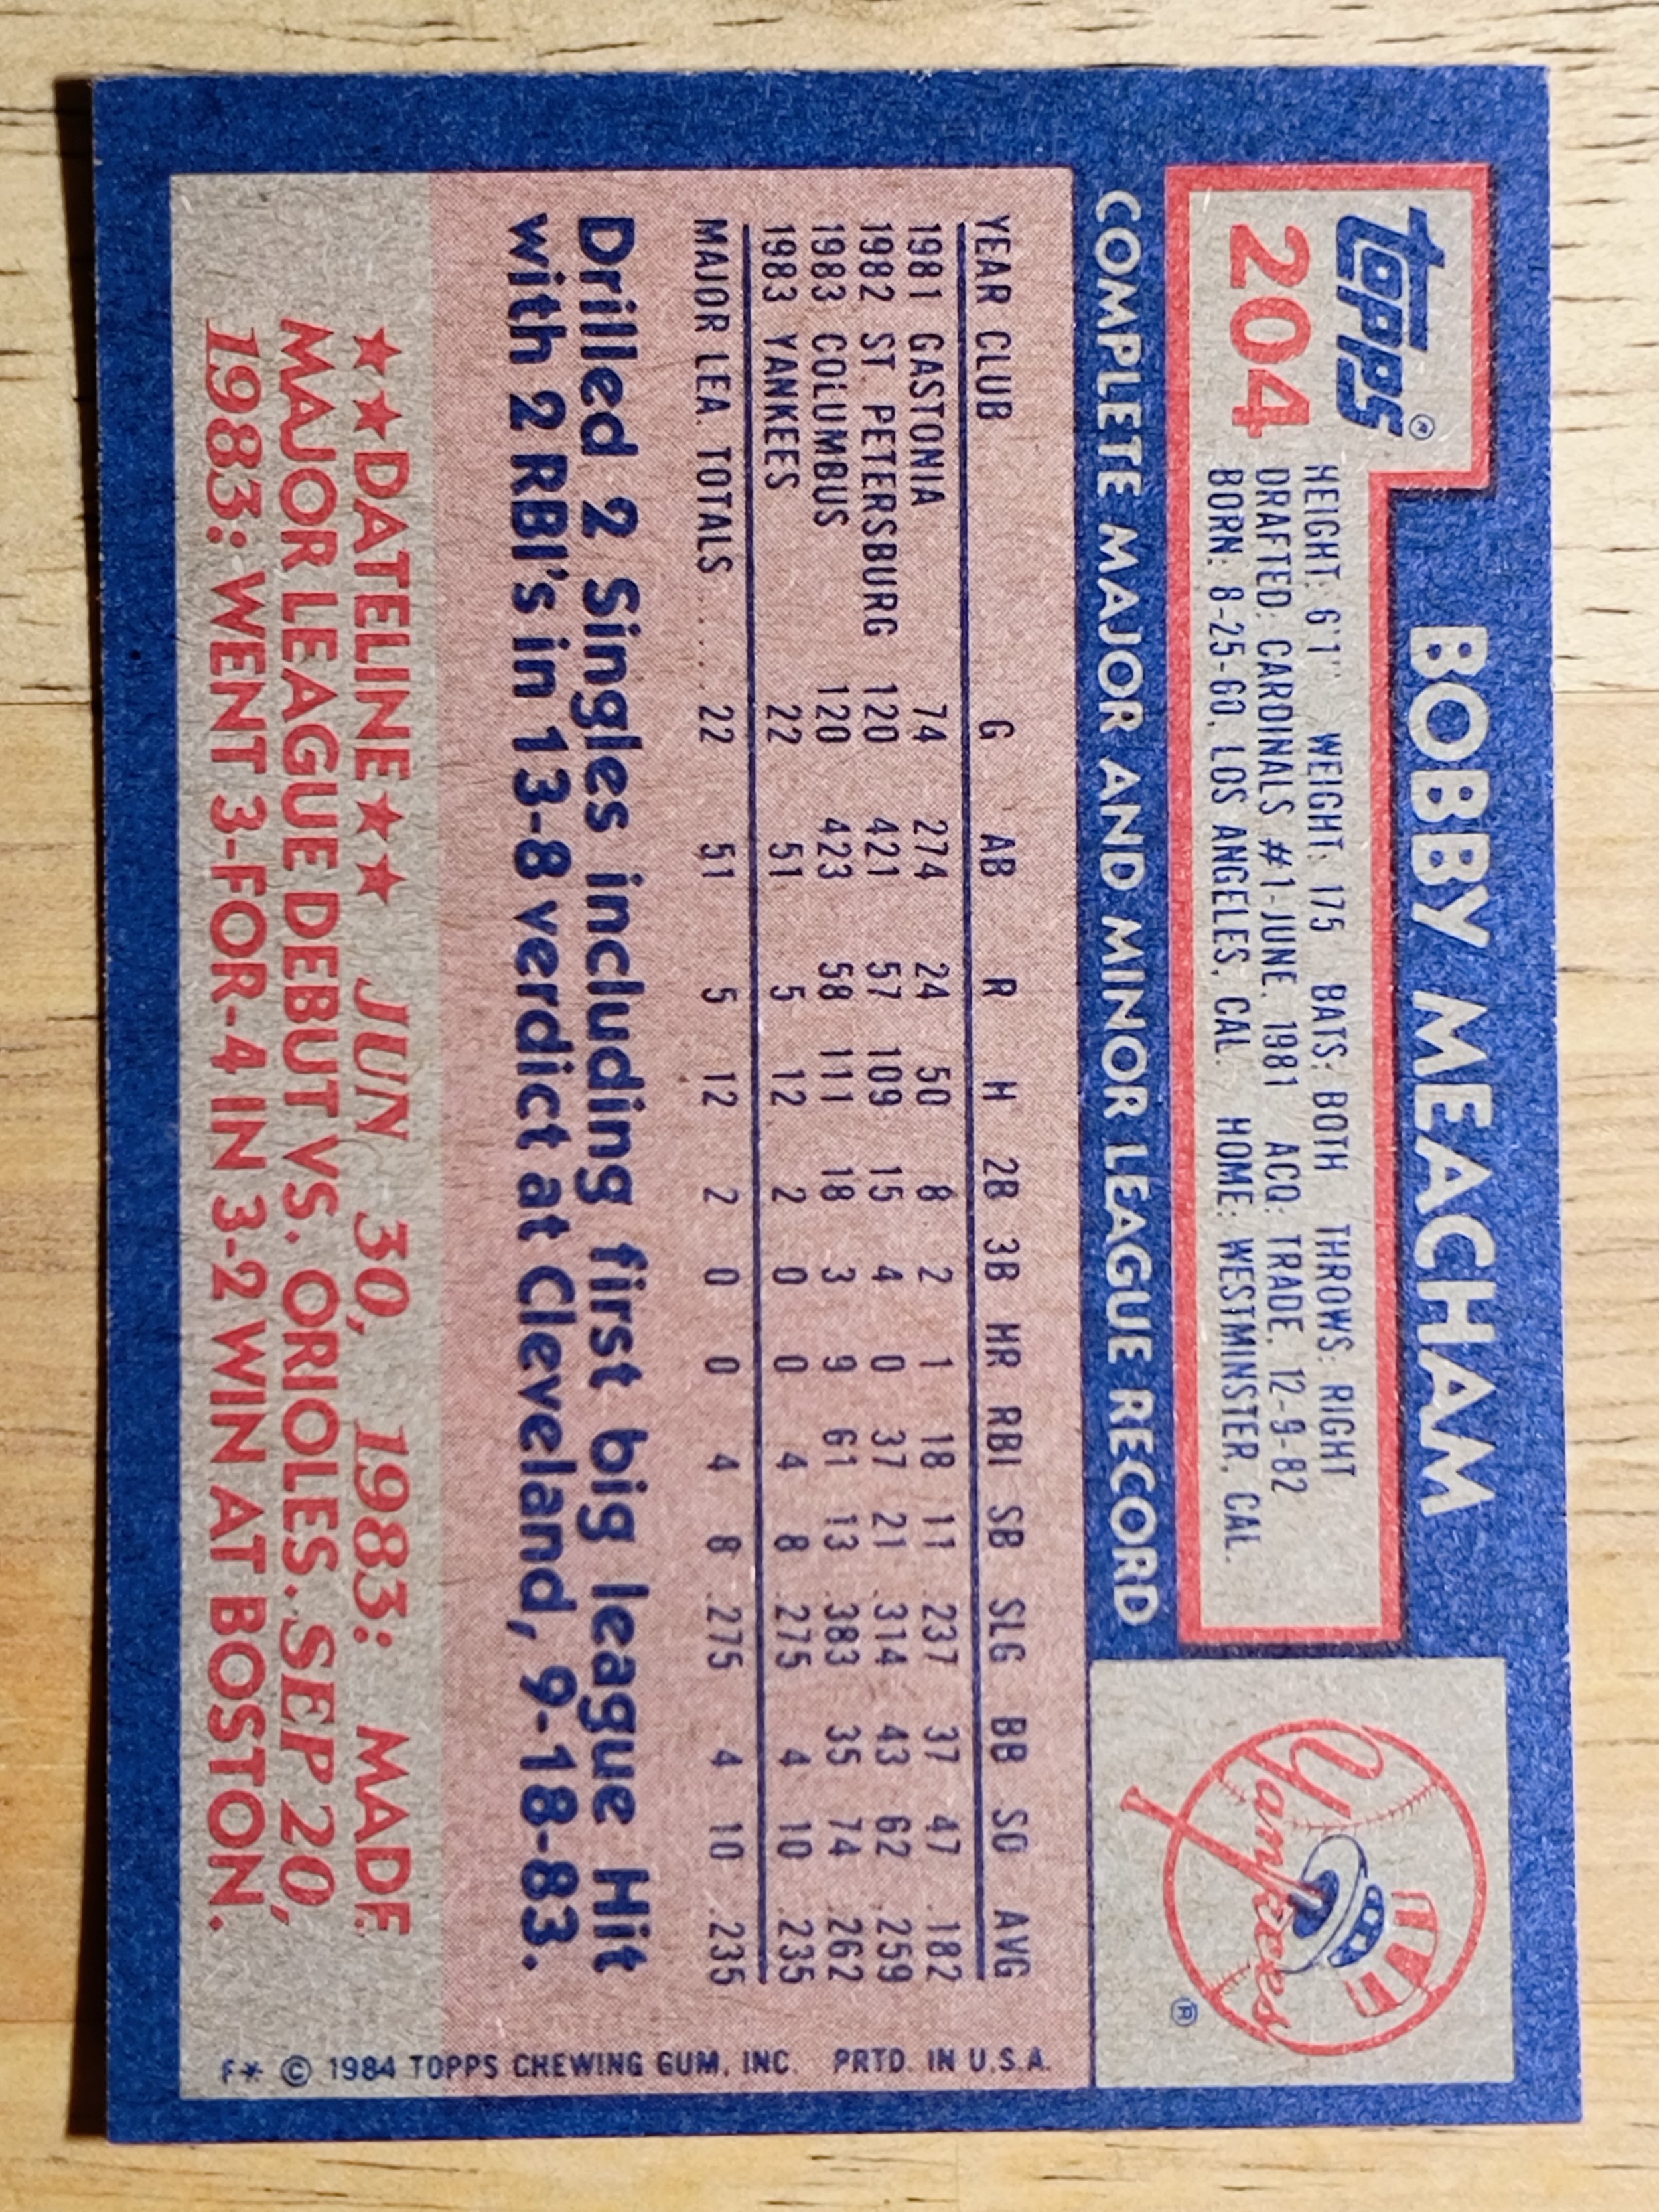 topps®
204
BOBBY MEACHAM
HEIGHT: 6'1" WEIGHT: 175 BATS: BOTH THROWS: RIGHT
DRAFTED: CARDINALS #1-JUNE, 1981 ACQ: TRADE, 12-9-82
BORN: 8-25-60, LOS ANGELES, CAL. HOME: WESTMINSTER, CAL.
Yankees
®
COMPLETE MAJOR AND MINOR LEAGUE RECORD
YEAR CLUB G AB R H 2B 3B HR RBI SB SLG BB SO AVG
1981 GASTONIA 74 274 24 50 8 2 1 18 11 .237 37 47 .182
1982 ST. PETERSBURG 120 421 57 109 15 4 0 37 21 .314 43 62 .259
1983 COLUMBUS 120 423 58 111 18 3 9 61 13 .383 35 74 .262
1983 YANKEES 22 51 5 12 2 0 0 4 8 .275 4 10 .235
MAJOR LEA. TOTALS ..... 22 51 5 12 2 0 0 4 8 .275 4 10 .235
Drilled 2 Singles including first big league Hit
with 2 RBI's in 13-8 verdict at Cleveland, 9-18-83.
★★DATELINE★★ JUN 30, 1983: MADE
MAJOR LEAGUE DEBUT VS. ORIOLES. SEP 20,
1983: WENT 3-FOR-4 IN 3-2 WIN AT BOSTON.
F* © 1984 TOPPS CHEWING GUM, INC. PRTD. IN U.S.A.